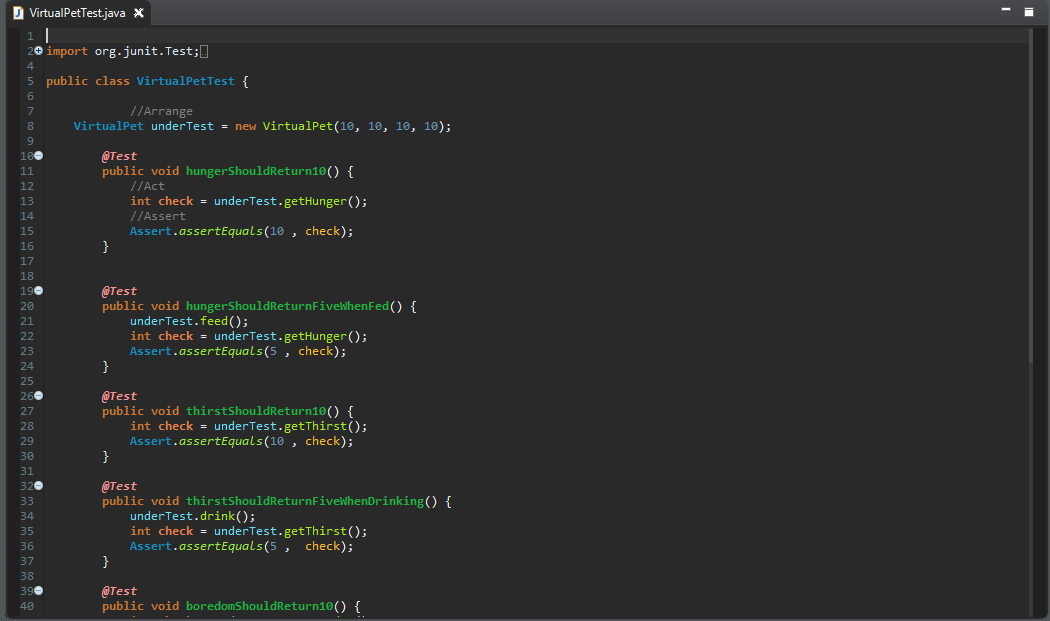 VirtualPetTest.java
1
2 import org.junit.Test;
4
5 public class VirtualPetTest {
6
7 //Arrange
8 VirtualPet underTest = new VirtualPet(10, 10, 10, 10);
9
10 @Test
11 public void hungerShouldReturn10() {
12 //Act
13 int check = underTest.getHunger();
14 //Assert
15 Assert.assertEquals(10 , check);
16 }
17
18
19 @Test
20 public void hungerShouldReturnFiveWhenFed() {
21 underTest.feed();
22 int check = underTest.getHunger();
23 Assert.assertEquals(5 , check);
24 }
25
26 @Test
27 public void thirstShouldReturn10() {
28 int check = underTest.getThirst();
29 Assert.assertEquals(10 , check);
30 }
31
32 @Test
33 public void thirstShouldReturnFiveWhenDrinking() {
34 underTest.drink();
35 int check = underTest.getThirst();
36 Assert.assertEquals(5 ,  check);
37 }
38
39 @Test
40 public void boredomShouldReturn10() {